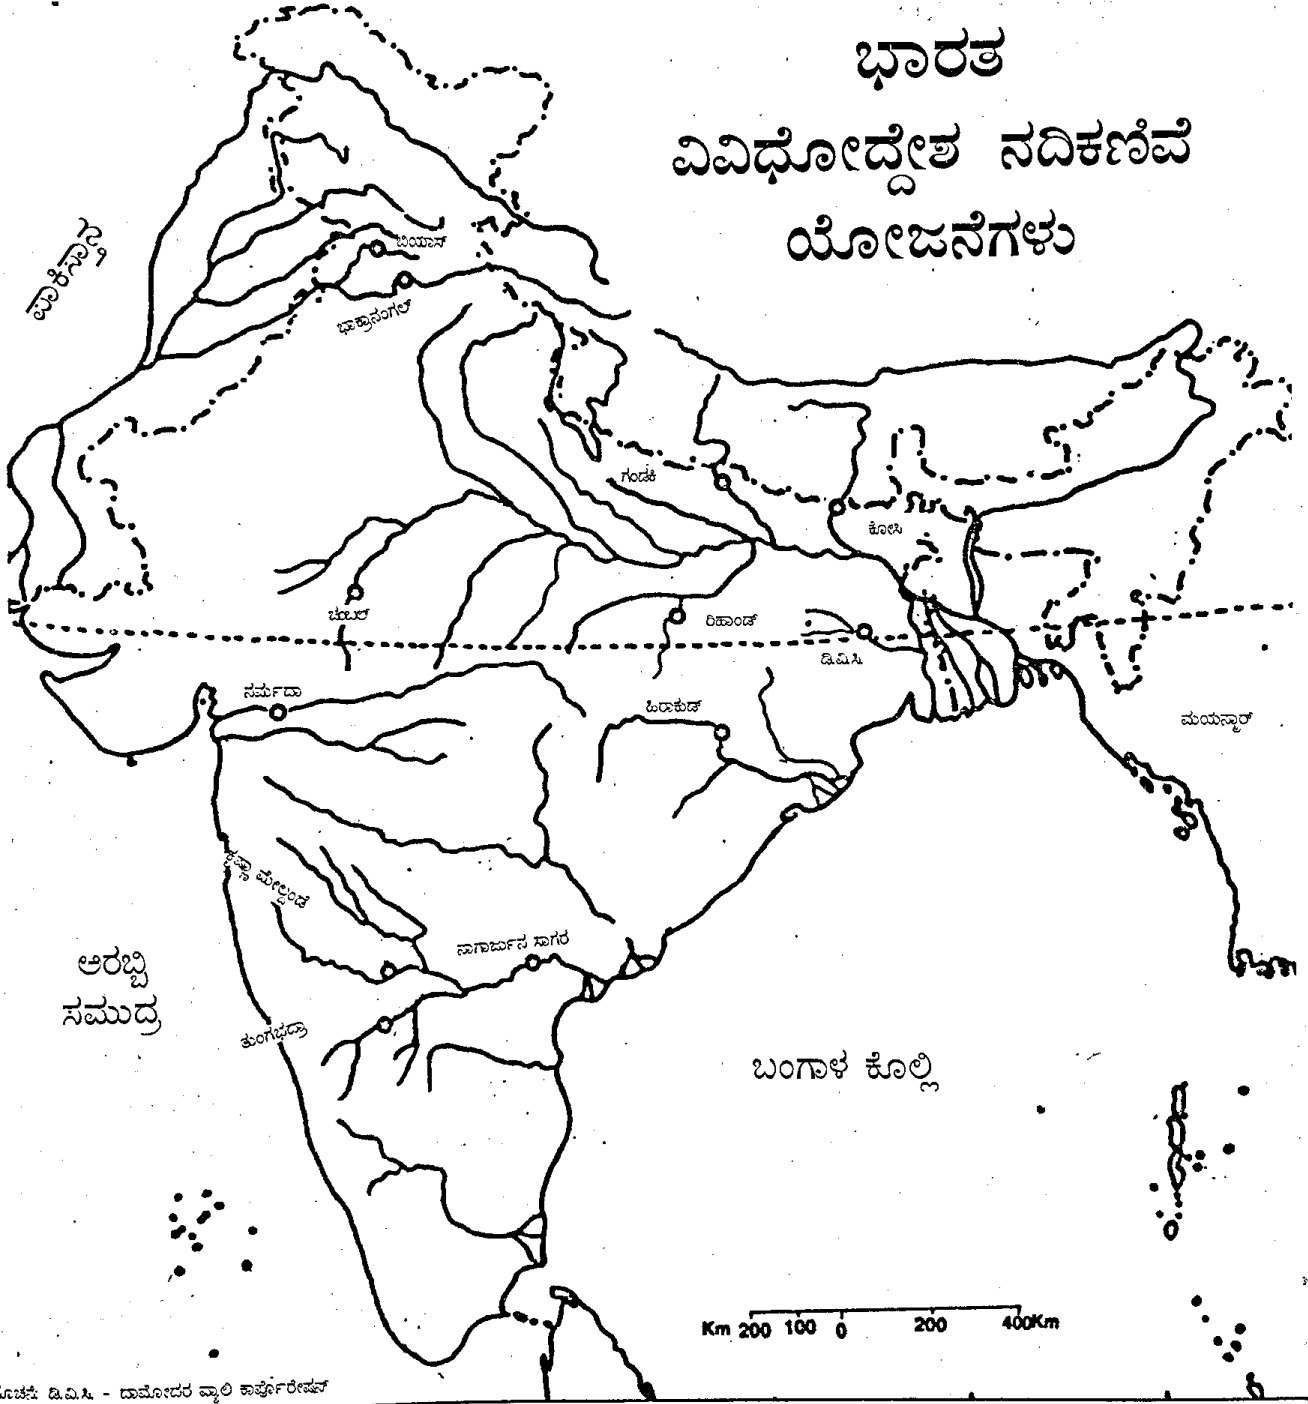 ಭಾರತ
ವಿವಿಧೋದ್ದೇಶ ನದಿಕಣಿವೆ
ಯೋಜನೆಗಳು
ಪಾಕಿಸ್ತಾನ
ಬಿಯಾಸ್
ಭಾಕ್ರಾನಂಗಲ್
ಗಂಡಕಿ
ಕೋಸಿ
ಚಂಬಲ್
ರಿಹಾಂಡ್
ಡಿ.ವಿ.ಸಿ.
ನರ್ಮದಾ
ಹಿರಾಕುಡ್
ಮಯನ್ಮಾರ್
ಕೃಷ್ಣಾ ಮೇಲ್ದಂಡೆ
ನಾಗಾರ್ಜುನ ಸಾಗರ
ಅರಬ್ಬಿ
ಸಮುದ್ರ
ತುಂಗಭದ್ರಾ
ಬಂಗಾಳ ಕೊಲ್ಲಿ
Km 200 100 0 200 400Km
ಡಿ.ವಿ.ಸಿ. - ದಾಮೋದರ ವ್ಯಾಲಿ ಕಾರ್ಪೊರೇಷನ್